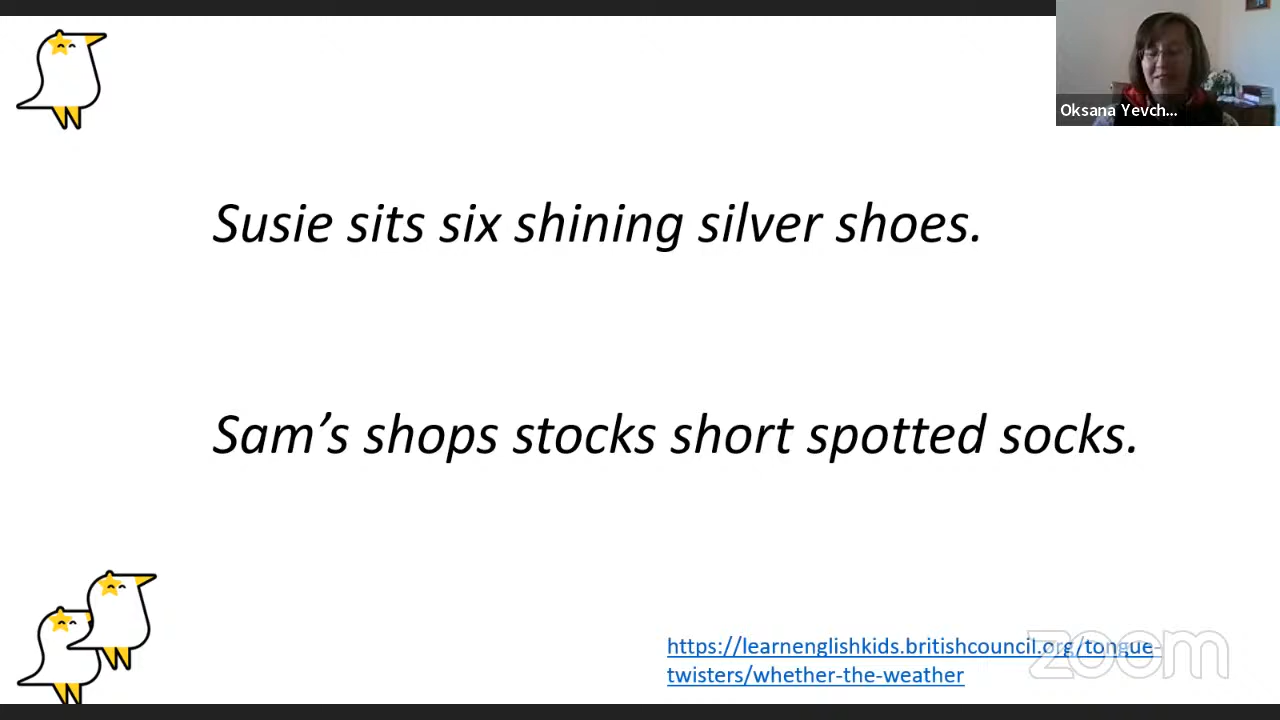 Oksana Yevch...
Susie sits six shining silver shoes.
Sam’s shops stocks short spotted socks.
https://learnenglishkids.britishcouncil.org/tongue-
twisters/whether-the-weather
zoom